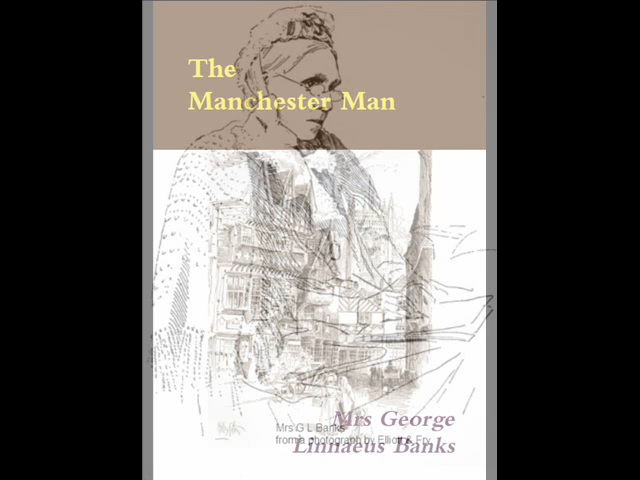 The
Manchester Man
Mrs George
Mrs G L Banks
from a photograph by Elliott & Fry
Linnaeus Banks